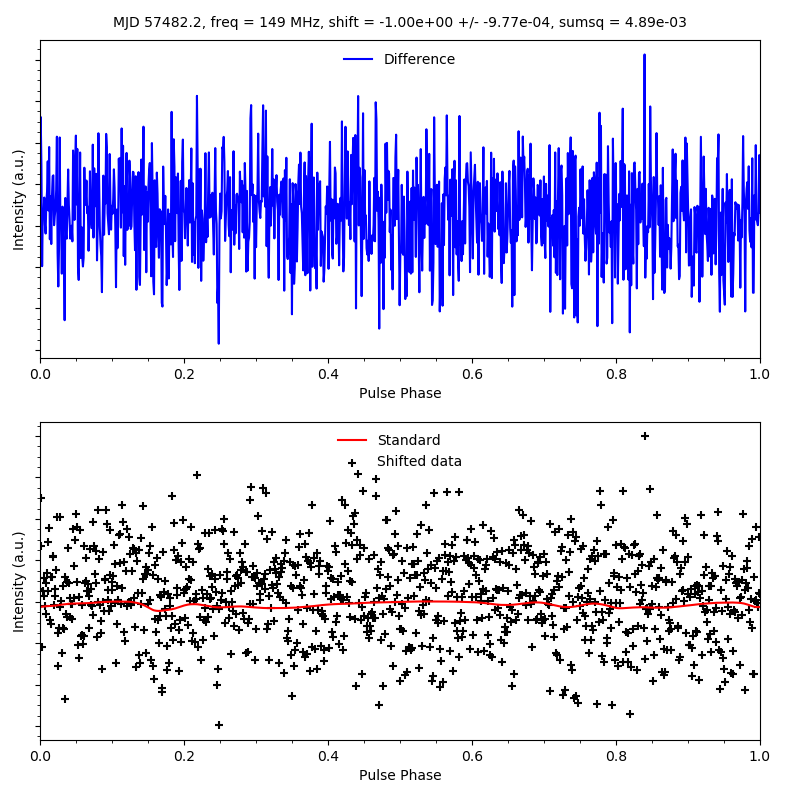 MJD 57482.2, freq = 149 MHz, shift = -1.00e+00 +/- -9.77e-04, sumsq = 4.89e-03
Difference
Intensity (a.u.)
0.0 0.2 0.4 0.6 0.8 1.0
Pulse Phase
Standard
Shifted data
Intensity (a.u.)
0.0 0.2 0.4 0.6 0.8 1.0
Pulse Phase